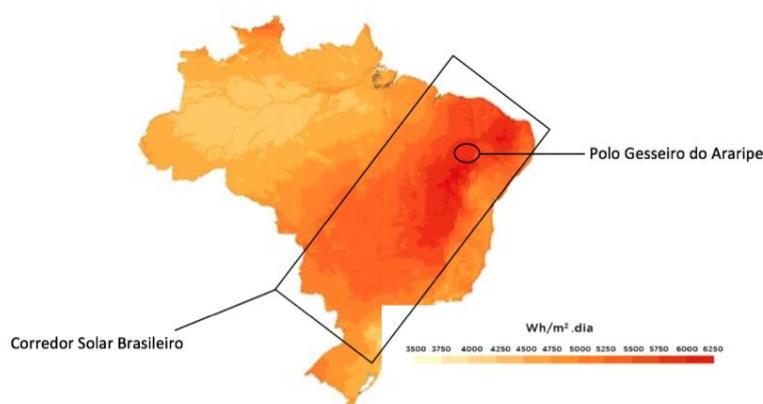 Polo Gesseiro do Araripe
Corredor Solar Brasileiro
Wh/m².dia
3500 3750 4000 4250 4500 4750 5000 5250 5500 5750 6000 6250